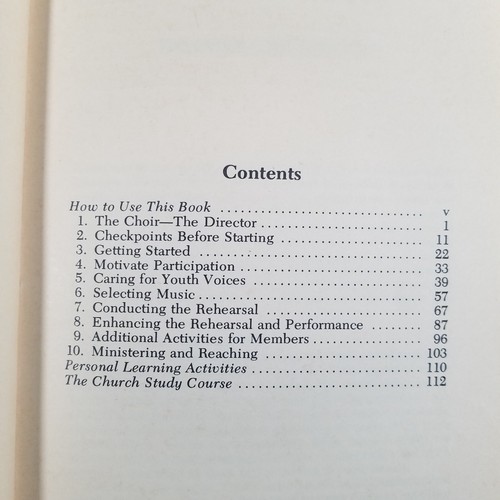 Contents
How to Use This Book .............................. v
1. The Choir—The Director ........................ 1
2. Checkpoints Before Starting ..................... 11
3. Getting Started ................................ 22
4. Motivate Participation .......................... 33
5. Caring for Youth Voices ......................... 39
6. Selecting Music ................................ 57
7. Conducting the Rehearsal ....................... 67
8. Enhancing the Rehearsal and Performance ....... 87
9. Additional Activities for Members ................ 96
10. Ministering and Reaching ....................... 103
Personal Learning Activities ......................... 110
The Church Study Course ........................... 112